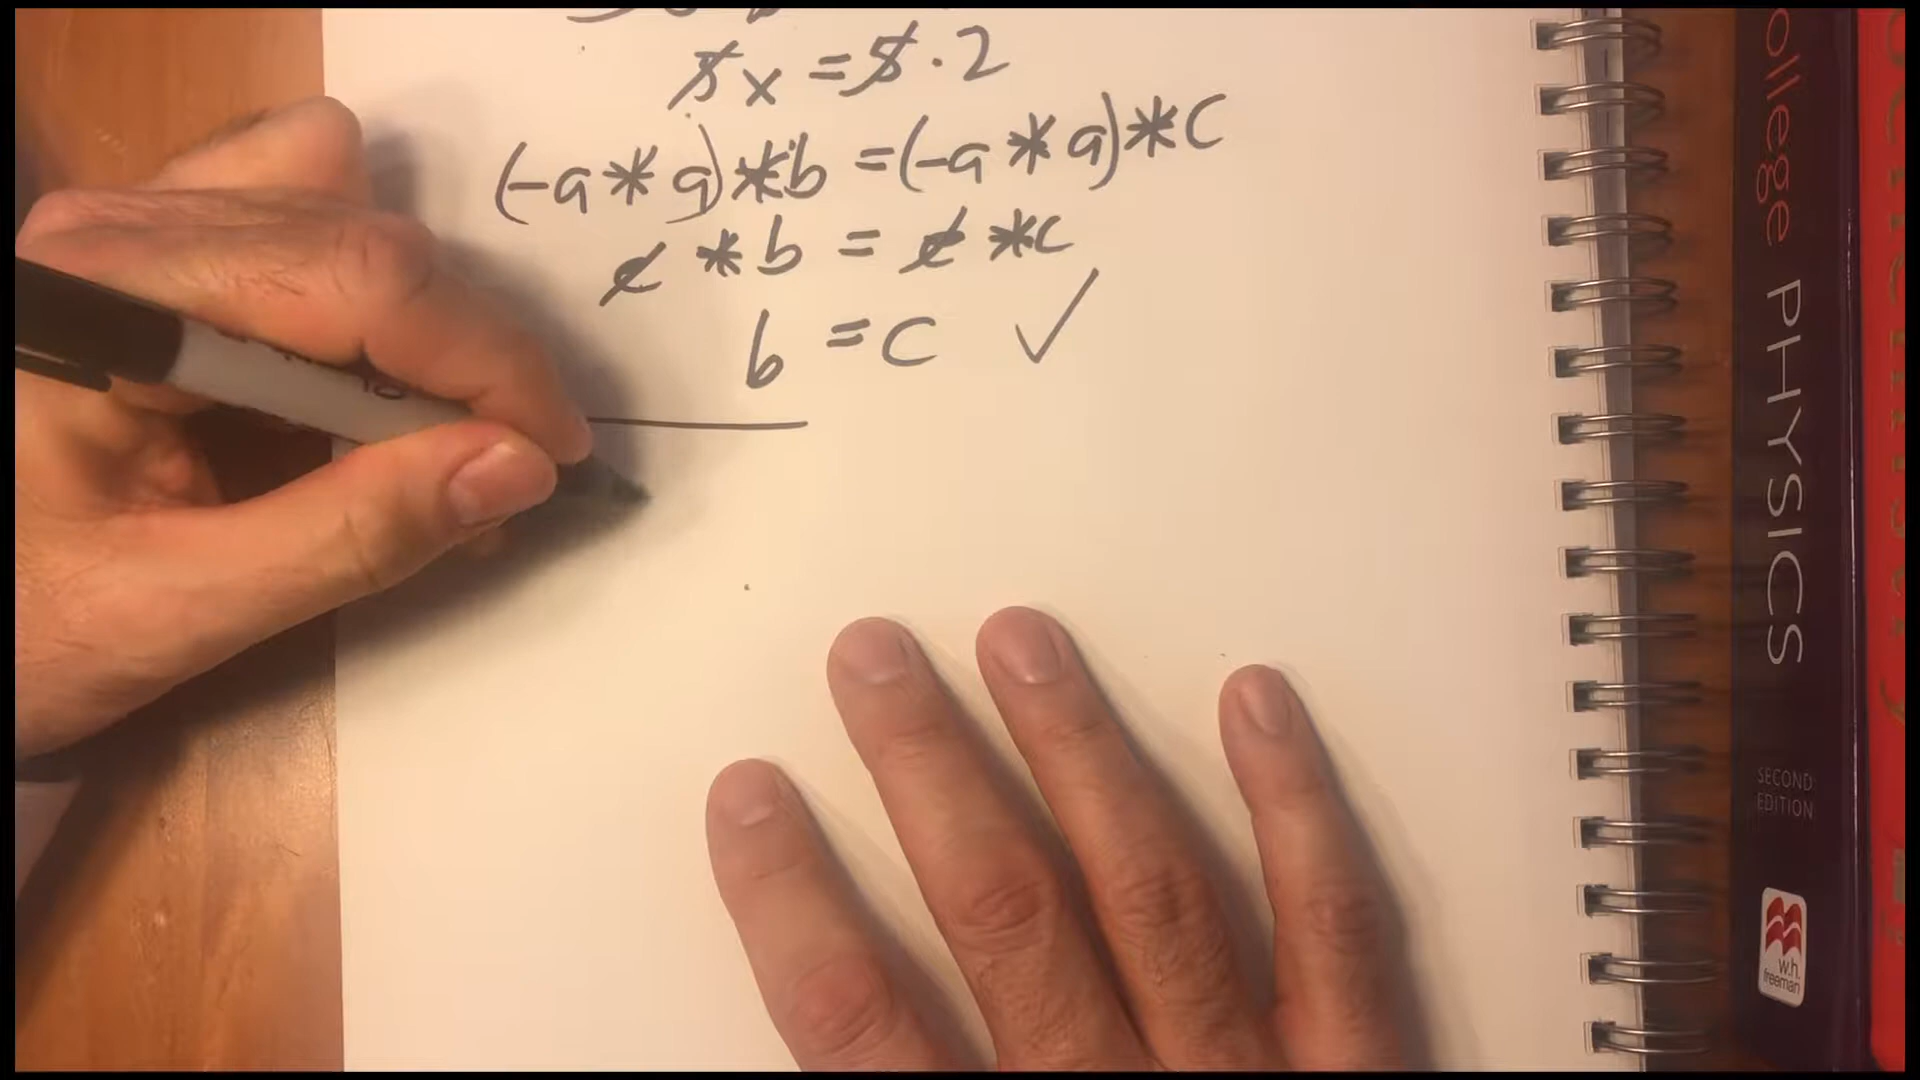 5x = 5 · 2
(-a * a) * b = (-a * a) * c
e * b = e * c
b = c ✓
ollege PHYSICS
SECOND
EDITION
w.h.
freeman